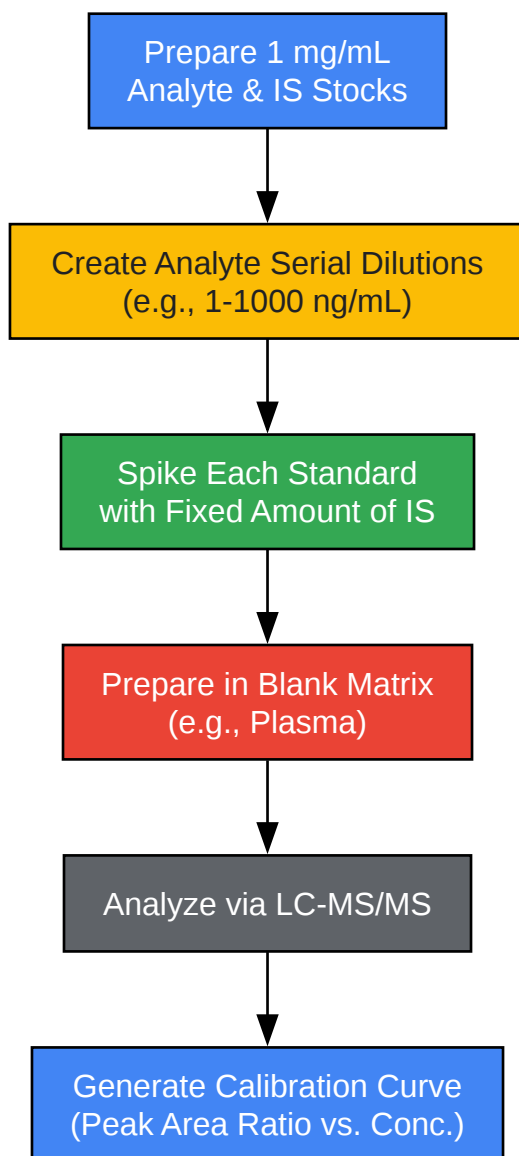 Prepare 1 mg/mL
Analyte & IS Stocks
Create Analyte Serial Dilutions
(e.g., 1-1000 ng/mL)
Spike Each Standard
with Fixed Amount of IS
Prepare in Blank Matrix
(e.g., Plasma)
Analyze via LC-MS/MS
Generate Calibration Curve
(Peak Area Ratio vs. Conc.)